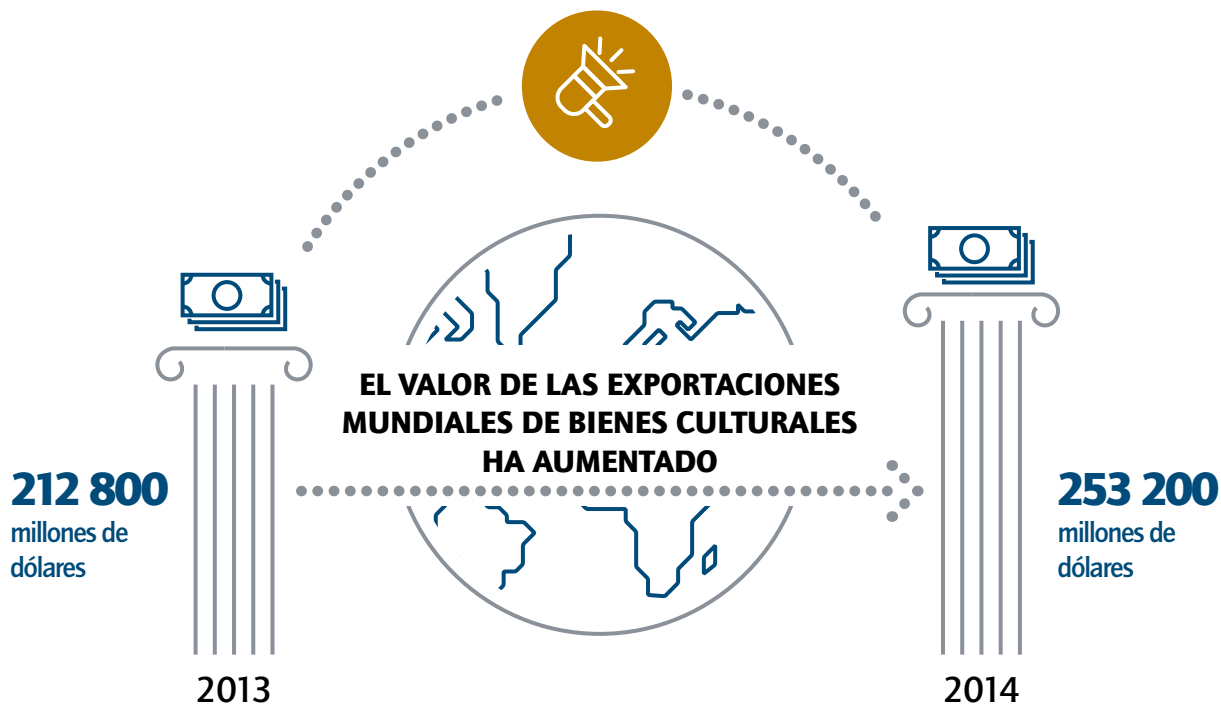 EL VALOR DE LAS EXPORTACIONES
MUNDIALES DE BIENES CULTURALES
HA AUMENTADO
212 800
millones de
dólares
2013
253 200
millones de
dólares
2014